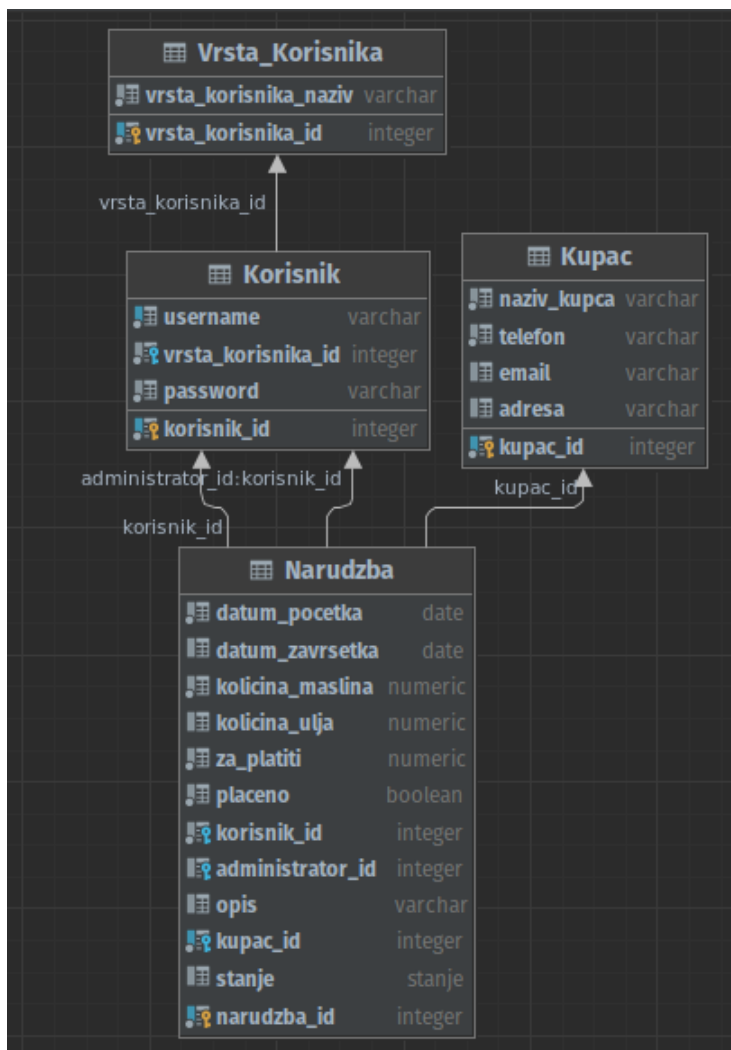 Vrsta_Korisnika
vrsta_korisnika_naziv varchar
vrsta_korisnika_id integer
vrsta_korisnika_id
Korisnik
username varchar
vrsta_korisnika_id integer
password varchar
korisnik_id integer
Kupac
naziv_kupca varchar
telefon varchar
email varchar
adresa varchar
kupac_id integer
administrator_id:korisnik_id
korisnik_id
kupac_id
Narudzba
datum_pocetka date
datum_zavrsetka date
kolicina_maslina numeric
kolicina_ulja numeric
za_platiti numeric
placeno boolean
korisnik_id integer
administrator_id integer
opis varchar
kupac_id integer
stanje stanje
narudzba_id integer